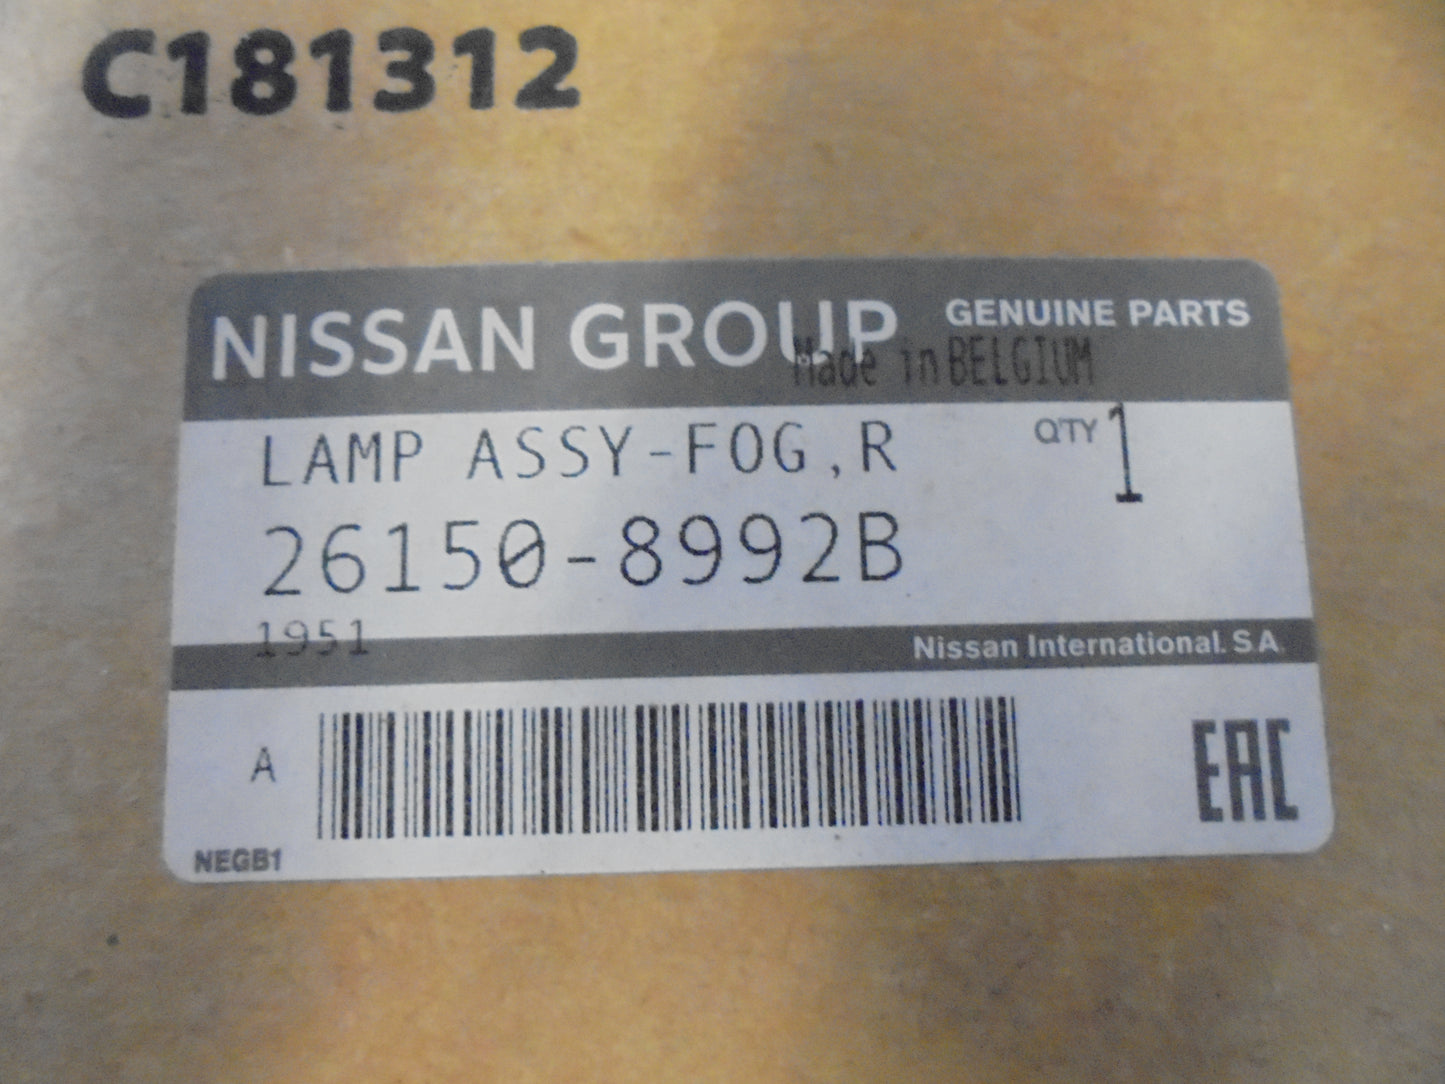 C181312
NISSAN GROUP GENUINE PARTS
Made in BELGIUM
LAMP ASSY-FOG,R QTY 1
26150-8992B
1951
Nissan International. S.A.
A
EAC
NEGB1